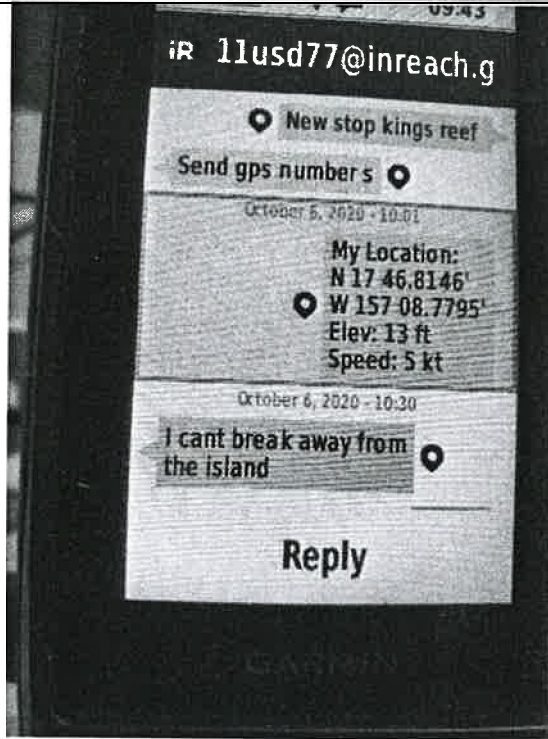 09:43
iR 11usd77@inreach.g
New stop kings reef
Send gps numbers
October 6, 2020 - 10:01
My Location:
N 17 46.8146'
W 157 08.7795'
Elev: 13 ft
Speed: 5 kt
October 6, 2020 - 10:30
I cant break away from
the island
Reply
GARMIN